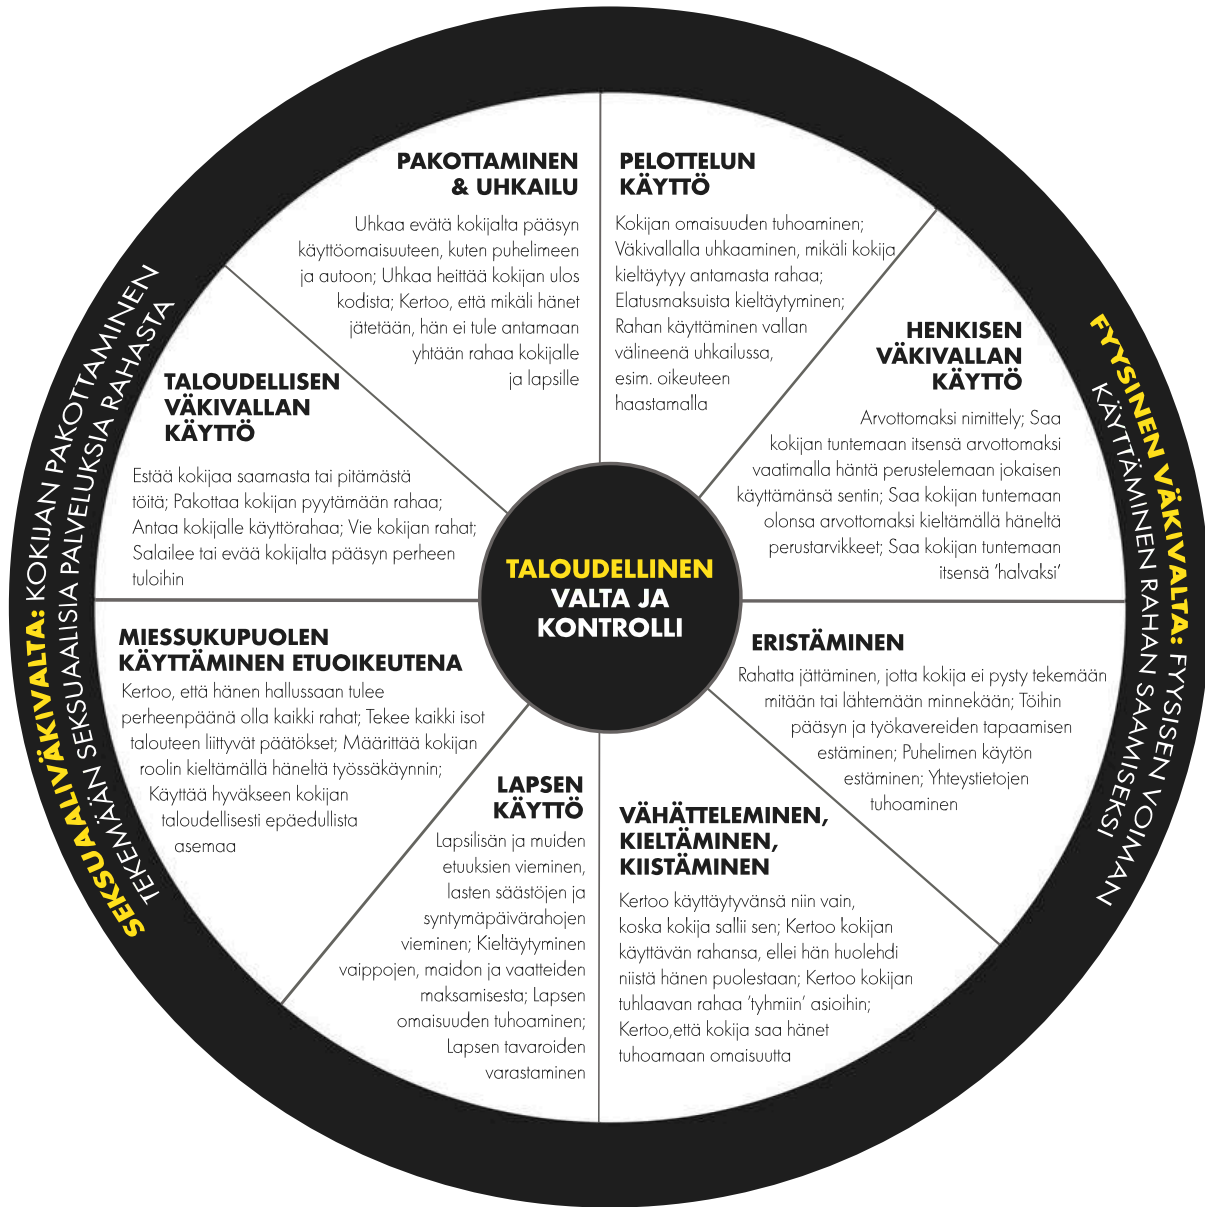 PAKOTTAMINEN
& UHKAILU
Uhkaa evätä kokijalta pääsyn
käyttöomaisuuteen, kuten puhelimeen
ja autoon; Uhkaa heittää kokijan ulos
kodista; Kertoo, että mikäli hänet
jätetään, hän ei tule antamaan
yhtään rahaa kokijalle
ja lapsille
PELOTTELUN
KÄYTTÖ
Kokijan omaisuuden tuhoaminen;
Väkivallalla uhkaaminen, mikäli kokija
kieltäytyy antamasta rahaa;
Elatusmaksuista kieltäytyminen;
Rahan käyttäminen vallan
välineenä uhkailussa,
esim. oikeuteen
haastamalla
HENKISEN
VÄKIVALLAN
KÄYTTÖ
Arvottomaksi nimittely; Saa
kokijan tuntemaan itsensä arvottomaksi
vaatimalla häntä perustelemaan jokaisen
käyttämänsä sentin; Saa kokijan tuntemaan
olonsa arvottomaksi kieltämällä häneltä
perustarvikkeet; Saa kokijan tuntemaan
itsensä ’halvaksi’
ERISTÄMINEN
Rahatta jättäminen, jotta kokija ei pysty tekemään
mitään tai lähtemään minnekään; Töihin
pääsyn ja työkavereiden tapaamisen
estäminen; Puhelimen käytön
estäminen; Yhteystietojen
tuhoaminen
VÄHÄTTELEMINEN,
KIELTÄMINEN,
KIISTÄMINEN
Kertoo käyttäytyvänsä niin vain,
koska kokija sallii sen; Kertoo kokijan
käyttävän rahansa, ellei hän huolehdi
niistä hänen puolestaan; Kertoo kokijan
tuhlaavan rahaa ’tyhmiin’ asioihin;
Kertoo,että kokija saa hänet
tuhoamaan omaisuutta
LAPSEN
KÄYTTÖ
Lapsilisän ja muiden
etuuksien vieminen,
lasten säästöjen ja
syntymäpäivärahojen
vieminen; Kieltäytyminen
vaippojen, maidon ja vaatteiden
maksamisesta; Lapsen
omaisuuden tuhoaminen;
Lapsen tavaroiden
varastaminen
MIESSUKUPUOLEN
KÄYTTÄMINEN ETUOIKEUTENA
Kertoo, että hänen hallussaan tulee
perheenpäänä olla kaikki rahat; Tekee kaikki isot
talouteen liittyvät päätökset; Määrittää kokijan
roolin kieltämällä häneltä työssäkäynnin;
Käyttää hyväkseen kokijan
taloudellisesti epäedullista
asemaa
TALOUDELLISEN
VÄKIVALLAN
KÄYTTÖ
Estää kokijaa saamasta tai pitämästä
töitä; Pakottaa kokijan pyytämään rahaa;
Antaa kokijalle käyttörahaa; Vie kokijan rahat;
Salailee tai evää kokijalta pääsyn perheen
tuloihin
TALOUDELLINEN
VALTA JA
KONTROLLI
SEKSUAALIVÄKIVALTA: KOKIJAN PAKOTTAMINEN
TEKEMÄÄN SEKSUAALISIA PALVELUKSIA RAHASTA
FYYSINEN VÄKIVALTA: FYYSISEN VOIMAN
KÄYTTÄMINEN RAHAN SAAMISEKSI